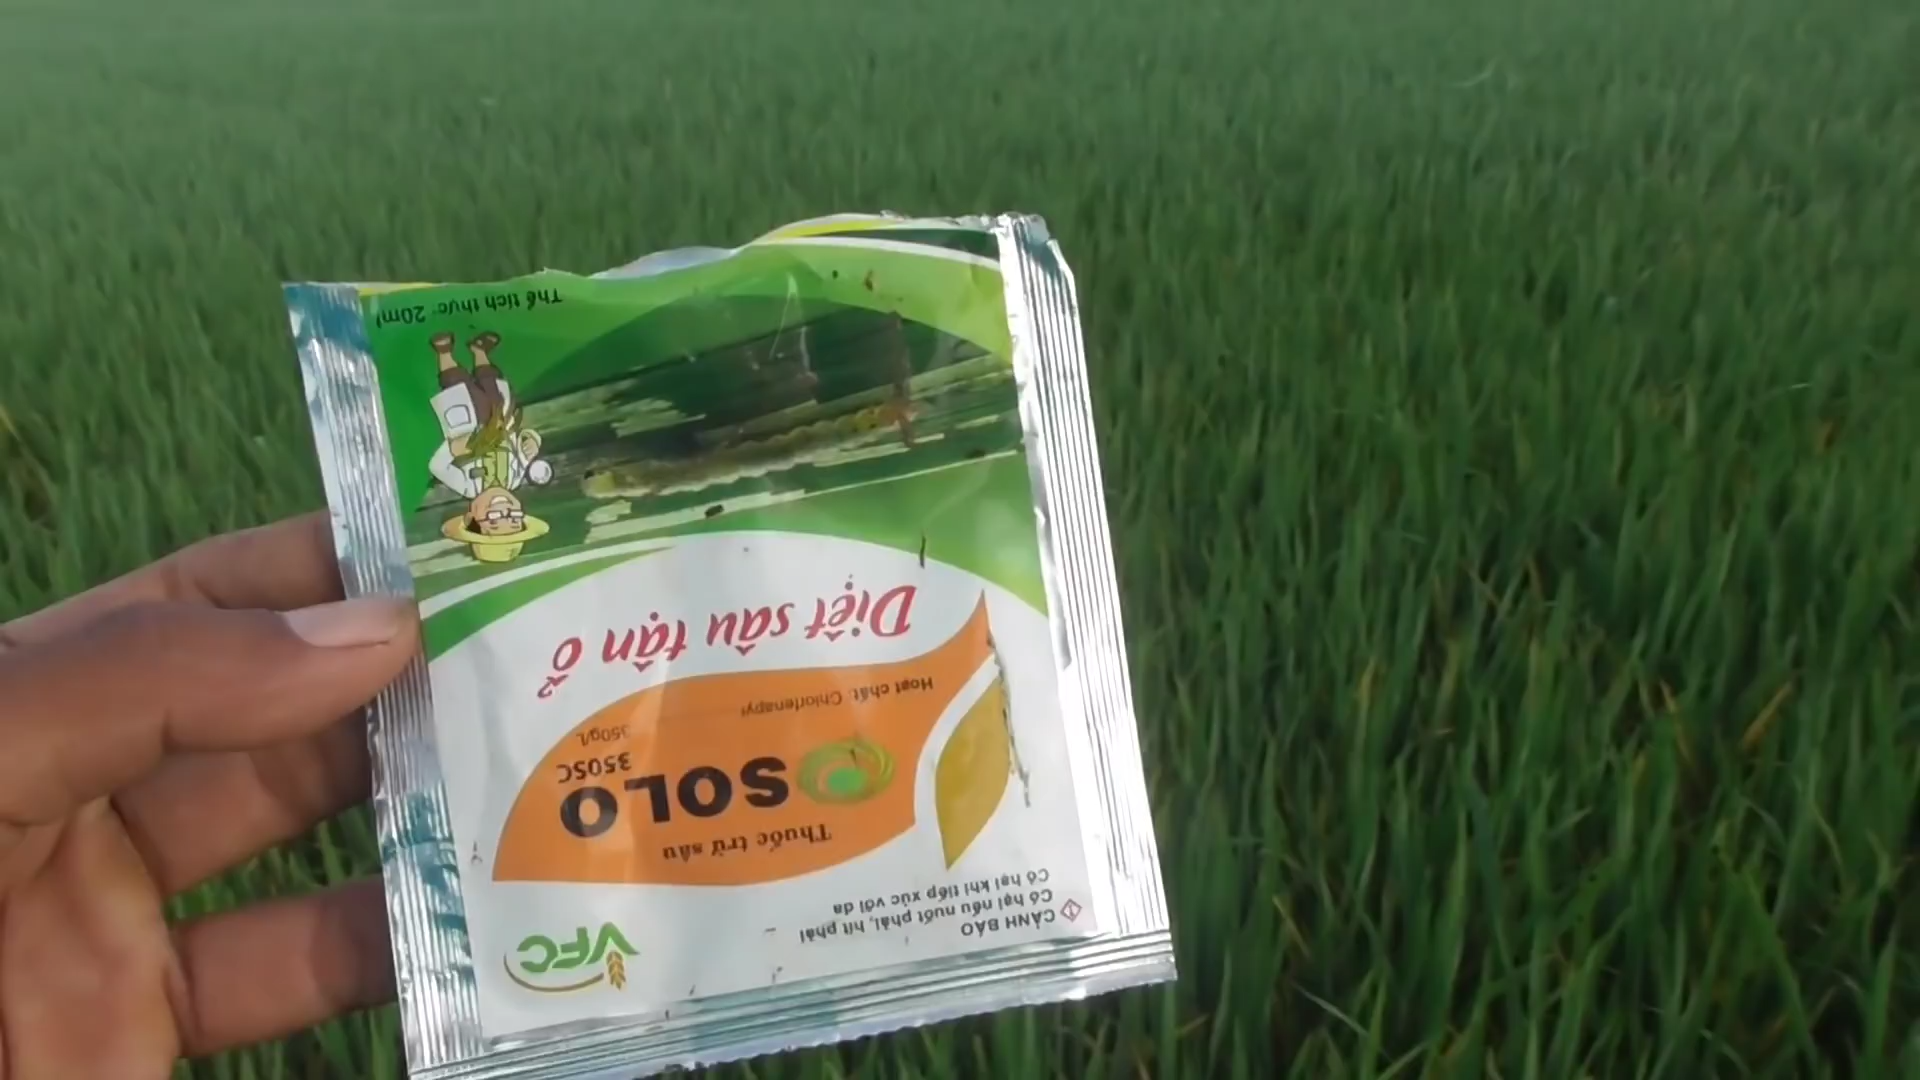 VFC
CẢNH BÁO
Có hại nếu nuốt phải, hít phải
Có hại khi tiếp xúc với da
Thuốc trừ sâu
SOLO
350SC
350g/L
Hoạt chất: Chlorfenapyr
Diệt sâu tận ổ
Thể tích thực: 20ml